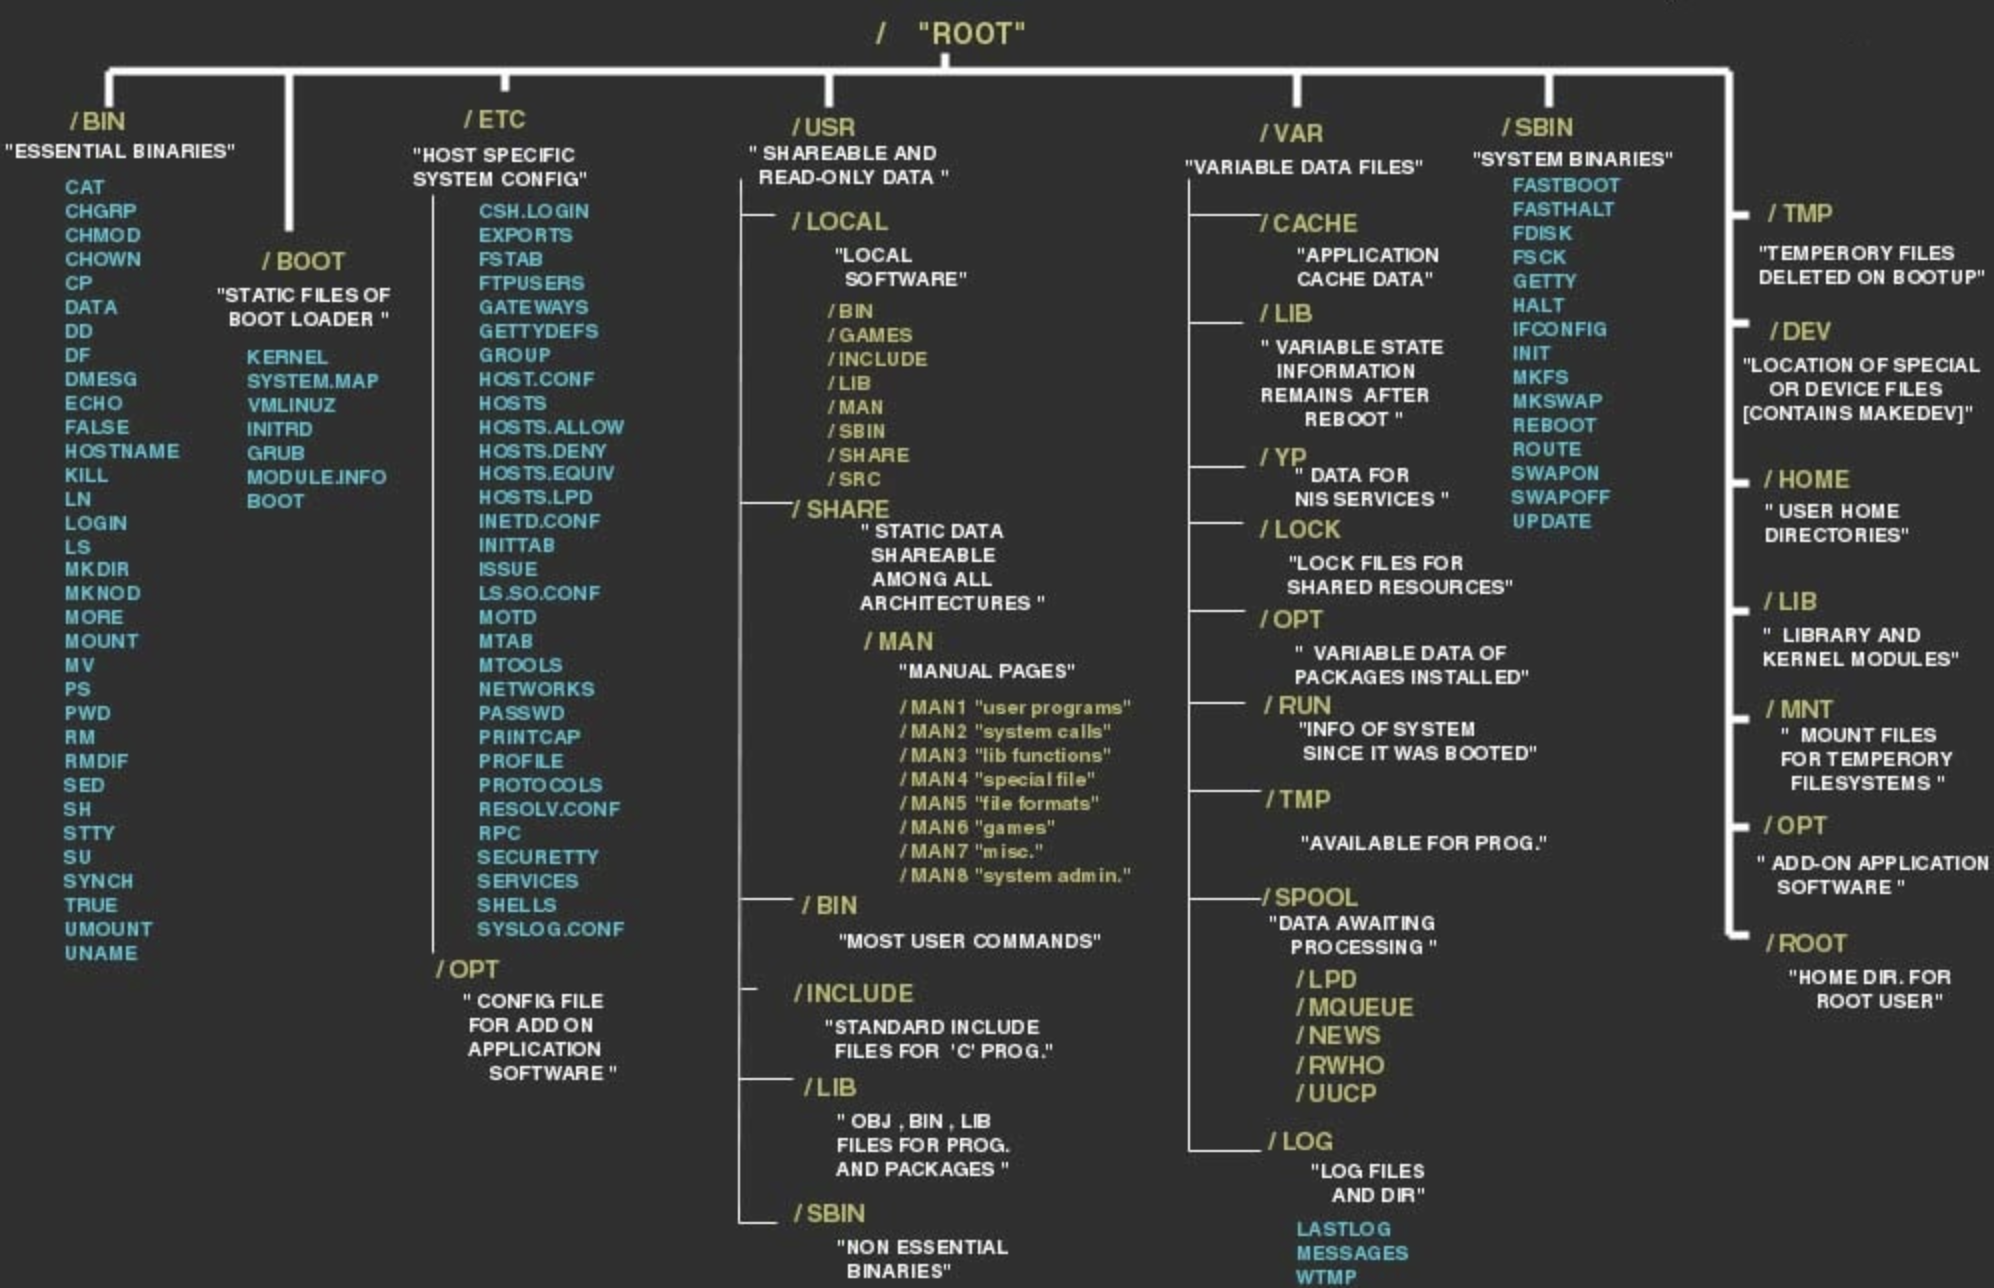 / "ROOT"
/BIN
"ESSENTIAL BINARIES"
CAT
CHGRP
CHMOD
CHOWN
CP
DATA
DD
DF
DMESG
ECHO
FALSE
HOSTNAME
KILL
LN
LOGIN
LS
MKDIR
MKNOD
MORE
MOUNT
MV
PS
PWD
RM
RMDIF
SED
SH
STTY
SU
SYNCH
TRUE
UMOUNT
UNAME
/BOOT
"STATIC FILES OF
BOOT LOADER "
KERNEL
SYSTEM.MAP
VMLINUZ
INITRD
GRUB
MODULE.INFO
BOOT
/ETC
"HOST SPECIFIC
SYSTEM CONFIG"
CSH.LOGIN
EXPORTS
FSTAB
FTPUSERS
GATEWAYS
GETTYDEFS
GROUP
HOST.CONF
HOSTS
HOSTS.ALLOW
HOSTS.DENY
HOSTS.EQUIV
HOSTS.LPD
INETD.CONF
INITTAB
ISSUE
LS.SO.CONF
MOTD
MTAB
MTOOLS
NETWORKS
PASSWD
PRINTCAP
PROFILE
PROTOCOLS
RESOLV.CONF
RPC
SECURETTY
SERVICES
SHELLS
SYSLOG.CONF
/OPT
" CONFIG FILE
FOR ADD ON
APPLICATION
SOFTWARE "
/USR
" SHAREABLE AND
READ-ONLY DATA "
/LOCAL
"LOCAL
SOFTWARE"
/BIN
/GAMES
/INCLUDE
/LIB
/MAN
/SBIN
/SHARE
/SRC
/SHARE
" STATIC DATA
SHAREABLE
AMONG ALL
ARCHITECTURES "
/MAN
"MANUAL PAGES"
/MAN1 "user programs"
/MAN2 "system calls"
/MAN3 "lib functions"
/MAN4 "special file"
/MAN5 "file formats"
/MAN6 "games"
/MAN7 "misc."
/MAN8 "system admin."
/BIN
"MOST USER COMMANDS"
/INCLUDE
"STANDARD INCLUDE
FILES FOR 'C' PROG."
/LIB
" OBJ , BIN , LIB
FILES FOR PROG.
AND PACKAGES "
/SBIN
"NON ESSENTIAL
BINARIES"
/VAR
"VARIABLE DATA FILES"
/CACHE
"APPLICATION
CACHE DATA"
/LIB
" VARIABLE STATE
INFORMATION
REMAINS AFTER
REBOOT "
/YP
" DATA FOR
NIS SERVICES "
/LOCK
"LOCK FILES FOR
SHARED RESOURCES"
/OPT
" VARIABLE DATA OF
PACKAGES INSTALLED"
/RUN
"INFO OF SYSTEM
SINCE IT WAS BOOTED"
/TMP
"AVAILABLE FOR PROG."
/SPOOL
"DATA AWAITING
PROCESSING "
/LPD
/MQUEUE
/NEWS
/RWHO
/UUCP
/LOG
"LOG FILES
AND DIR"
LASTLOG
MESSAGES
WTMP
/SBIN
"SYSTEM BINARIES"
FASTBOOT
FASTHALT
FDISK
FSCK
GETTY
HALT
IFCONFIG
INIT
MKFS
MKSWAP
REBOOT
ROUTE
SWAPON
SWAPOFF
UPDATE
/TMP
"TEMPERORY FILES
DELETED ON BOOTUP"
/DEV
"LOCATION OF SPECIAL
OR DEVICE FILES
[CONTAINS MAKEDEV]"
/HOME
" USER HOME
DIRECTORIES"
/LIB
" LIBRARY AND
KERNEL MODULES"
/MNT
" MOUNT FILES
FOR TEMPERORY
FILESYSTEMS "
/OPT
" ADD-ON APPLICATION
SOFTWARE "
/ROOT
"HOME DIR. FOR
ROOT USER"